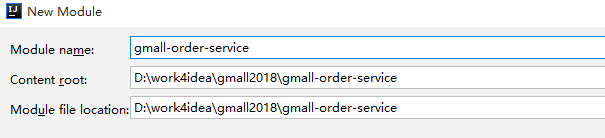 New Module
Module name: gmall-order-service
Content root: D:\work4idea\gmall2018\gmall-order-service
Module file location: D:\work4idea\gmall2018\gmall-order-service